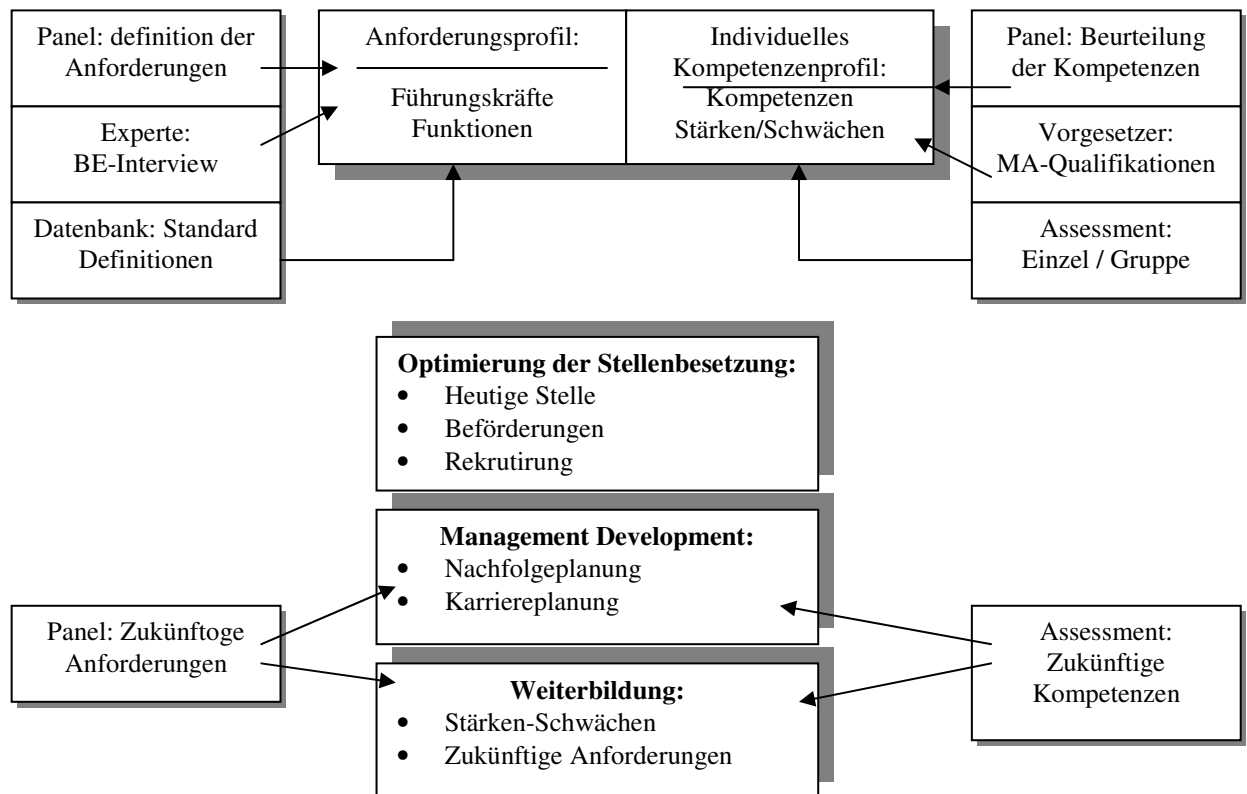 Panel: definition der
Anforderungen
Experte:
BE-Interview
Datenbank: Standard
Definitionen
Anforderungsprofil:
Führungskräfte
Funktionen
Individuelles
Kompetenzenprofil:
Kompetenzen
Stärken/Schwächen
Panel: Beurteilung
der Kompetenzen
Vorgesetzer:
MA-Qualifikationen
Assessment:
Einzel / Gruppe
Optimierung der Stellenbesetzung:
• Heutige Stelle
• Beförderungen
• Rekrutirung
Management Development:
• Nachfolgeplanung
• Karriereplanung
Panel: Zukünftoge
Anforderungen
Weiterbildung:
• Stärken-Schwächen
• Zukünftige Anforderungen
Assessment:
Zukünftige
Kompetenzen